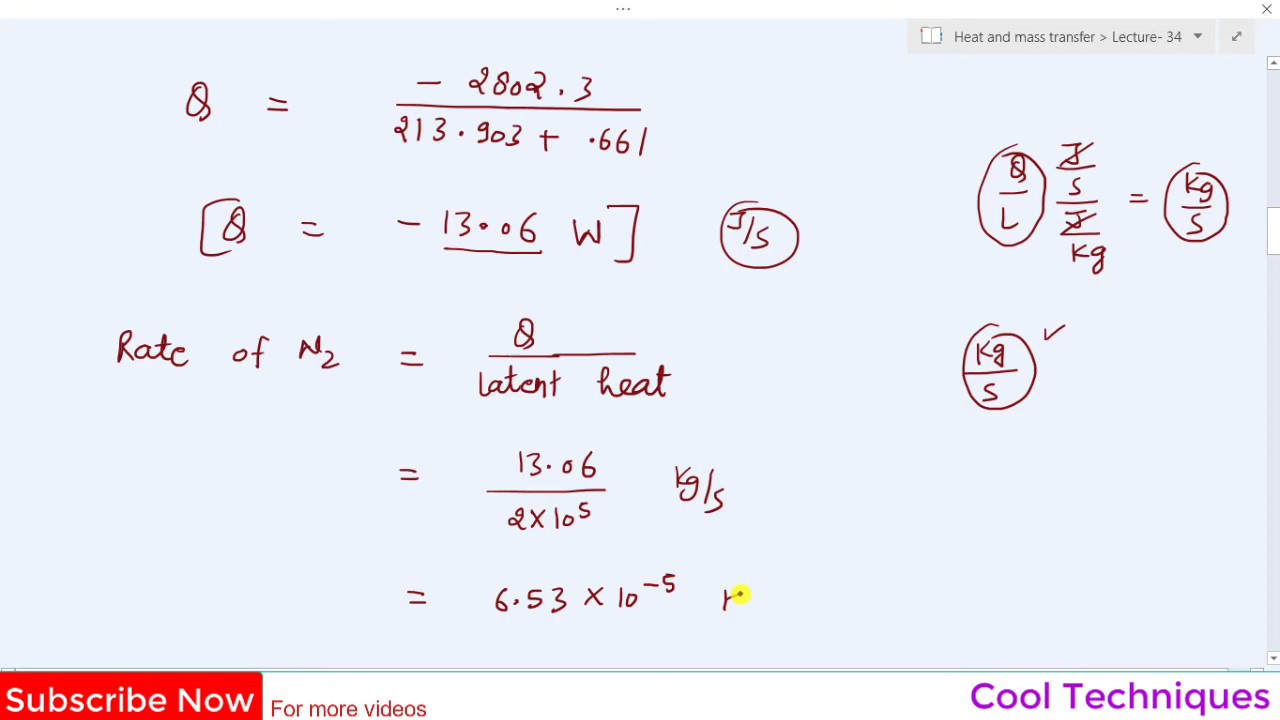 Heat and mass transfer > Lecture- 34
Q = - 2802.3 / 213.903 + .661
[Q = - 13.06 W] J/S
Q/L J/S / J/Kg = Kg/S
Rate of N2 = Q / latent heat
Kg/S ✓
= 13.06 / 2×10^5 Kg/s
= 6.53 × 10^-5
Subscribe Now For more videos
Cool Techniques